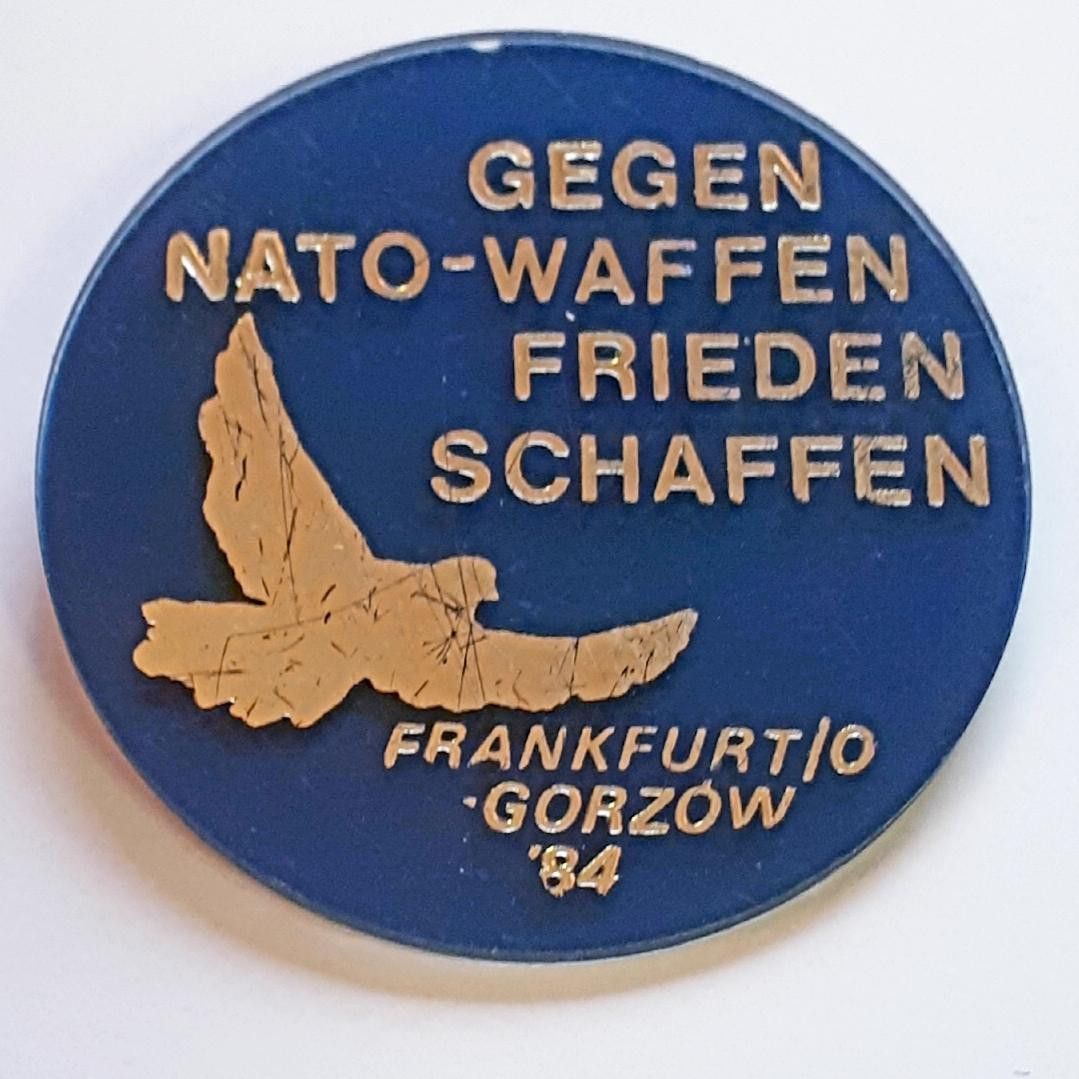 GEGEN
NATO-WAFFEN
FRIEDEN
SCHAFFEN
FRANKFURT/O
-GORZÓW
'84